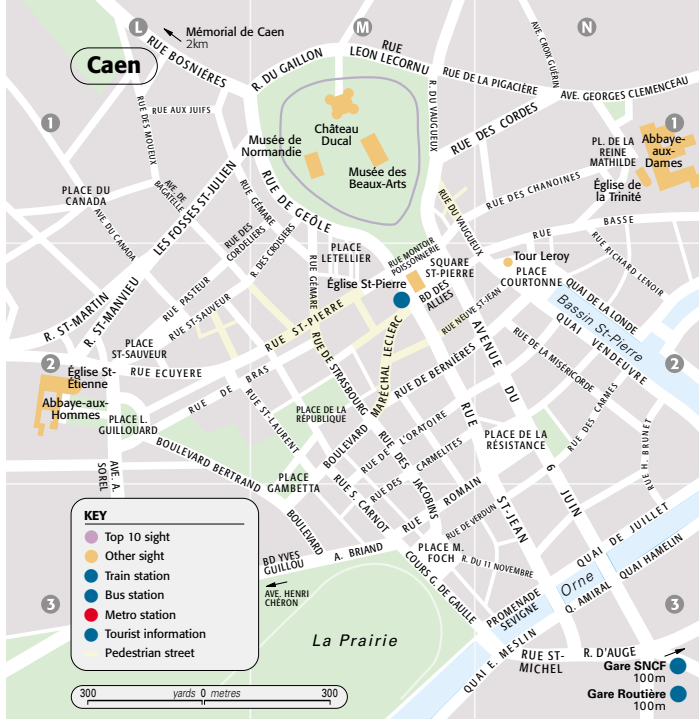 L
M
N
Mémorial de Caen
2km
Caen
RUE BOSNIÈRES
R. DU GAILLON
RUE
LEON LECORNU
RUE DE LA PIGACIÈRE
AVE. CROIX GUÉRIN
AVE. GEORGES CLEMENCEAU
R. DU VAUGUEUX
RUE DES CORDES
1
1
RUE AUX JUIFS
RUE DES MOUEUX
Château
Ducal
Musée de
Normandie
Musée des
Beaux-Arts
PL. DE LA
REINE
MATHILDE
Abbaye-
aux-
Dames
Église de
la Trinité
PLACE DU
CANADA
AVE. DE
BAGATELLE
AVE. DU CANADA
LES FOSSES ST-JULIEN
RUE GÉMARE
RUE DE GEÔLE
RUE DES CHANOINES
RUE DU VAUGUEUX
RUE DES
CORDELIERS
R. DES CROISIERS
PLACE
LETELLIER
RUE MONTOIR
POISSONNERIE
SQUARE
ST-PIERRE
RUE
BASSE
Tour Leroy
PLACE
COURTONNE
RUE RICHARD LENOIR
RUE PASTEUR
RUE ST-SAUVEUR
RUE GÉMARE
Église St-Pierre
BD DES
ALLIES
RUE NEUVE ST-JEAN
QUAI DE LA LONDE
Bassin St-Pierre
QUAI VENDEUVRE
R. ST-MARTIN
R. ST-MANVIEU
PLACE
ST-SAUVEUR
RUE ST-PIERRE
2
2
Église St-
Étienne
RUE ECUYERE
Abbaye-aux-
Hommes
PLACE L.
GUILLOUARD
RUE DE BRAS
RUE ST-LAURENT
RUE DE STRASBOURG
BOULEVARD MARÉCHAL LECLERC
RUE DE BERNIÈRES
AVENUE DU 6 JUIN
RUE DE LA MISÉRICORDE
RUE DES CARMES
RUE H. BRUNET
PLACE DE LA
RÉPUBLIQUE
RUE DE L'ORATOIRE
RUE DES CARMELITES
RUE DES JACOBINS
RUE ST-JEAN
PLACE DE LA
RÉSISTANCE
AVE. A.
SOREL
BOULEVARD BERTRAND
PLACE
GAMBETTA
RUE S. CARNOT
RUE ROMAIN
RUE DE VERDUN
BOULEVARD
A. BRIAND
BD YVES
GUILLOU
AVE. HENRI
CHÉRON
PLACE M.
FOCH
R. DU 11 NOVEMBRE
COURS G. DE GAULLE
QUAI DE JUILLET
Orne
Q. AMIRAL QUAI HAMELIN
PROMENADE
SEVIGNE
QUAI E. MESLIN
3
3
La Prairie
RUE ST-
MICHEL
R. D'AUGE
Gare SNCF
100m
Gare Routière
100m
KEY
Top 10 sight
Other sight
Train station
Bus station
Metro station
Tourist information
Pedestrian street
300 yards 0 metres 300